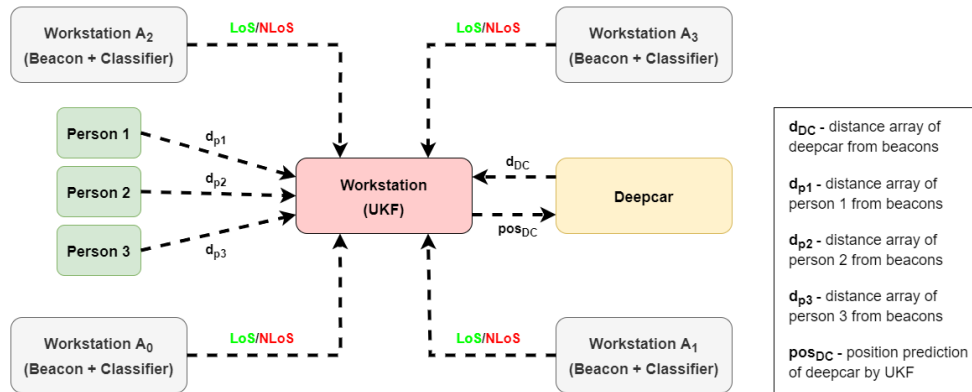 Workstation A2
(Beacon + Classifier)
LoS/NLoS
LoS/NLoS
Workstation A3
(Beacon + Classifier)
Person 1
dp1
Person 2
dp2
Person 3
dp3
Workstation
(UKF)
dDC
posDC
Deepcar
Workstation A0
(Beacon + Classifier)
LoS/NLoS
LoS/NLoS
Workstation A1
(Beacon + Classifier)
dDC - distance array of
deepcar from beacons
dp1 - distance array of
person 1 from beacons
dp2 - distance array of
person 2 from beacons
dp3 - distance array of
person 3 from beacons
posDC - position prediction
of deepcar by UKF